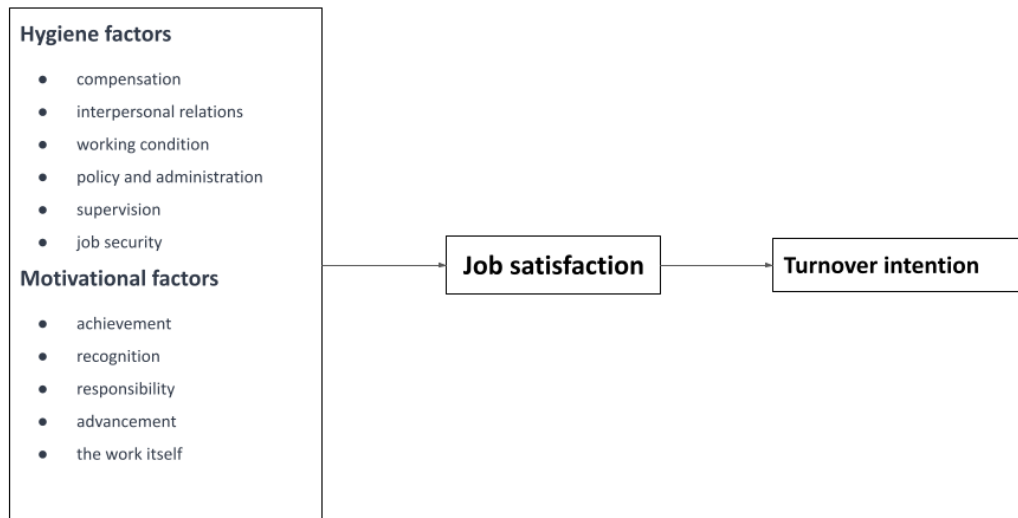 Hygiene factors
● compensation
● interpersonal relations
● working condition
● policy and administration
● supervision
● job security
Motivational factors
● achievement
● recognition
● responsibility
● advancement
● the work itself
Job satisfaction
Turnover intention